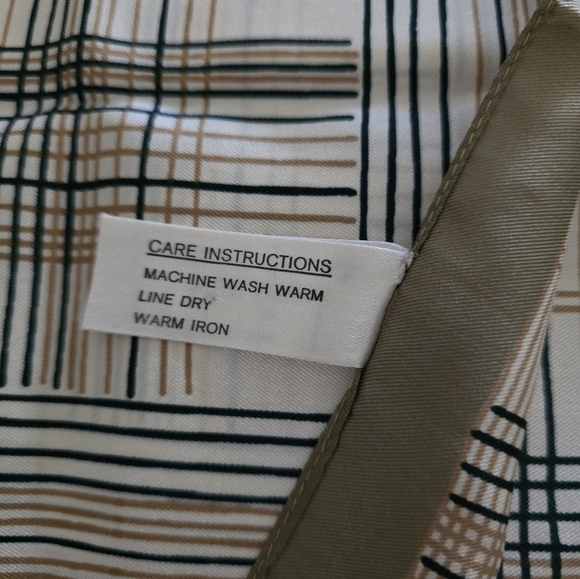 CARE INSTRUCTIONS
MACHINE WASH WARM
LINE DRY
WARM IRON